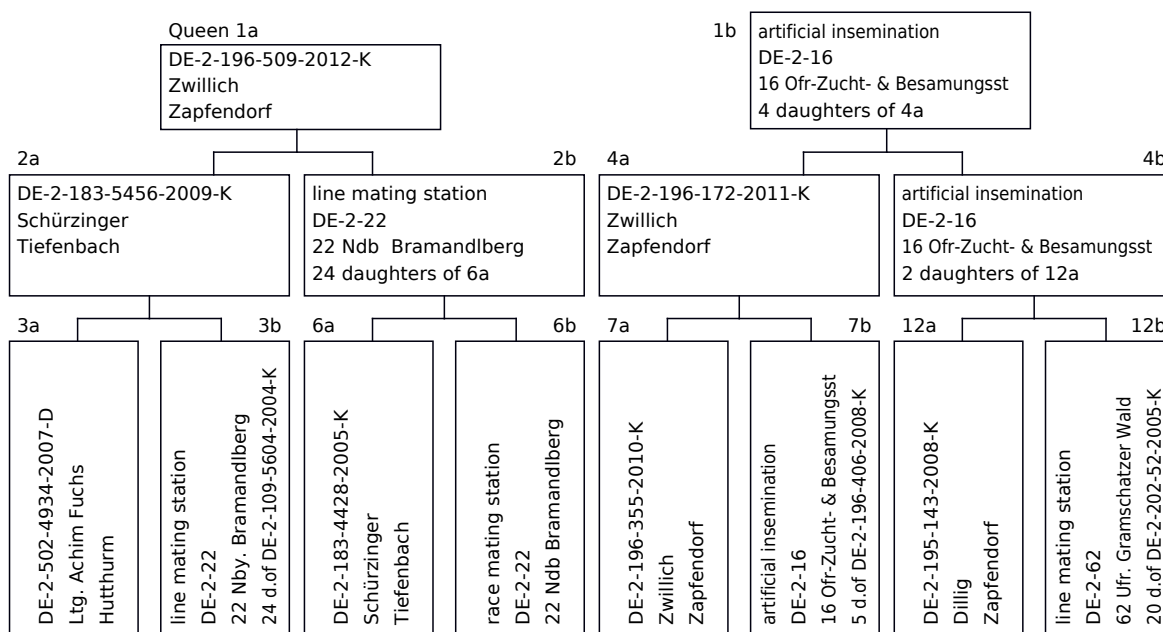 Queen 1a
DE-2-196-509-2012-K
Zwillich
Zapfendorf
1b
artificial insemination
DE-2-16
16 Ofr-Zucht- & Besamungsst
4 daughters of 4a
2a
DE-2-183-5456-2009-K
Schürzinger
Tiefenbach
2b
line mating station
DE-2-22
22 Ndb  Bramandlberg
24 daughters of 6a
4a
DE-2-196-172-2011-K
Zwillich
Zapfendorf
4b
artificial insemination
DE-2-16
16 Ofr-Zucht- & Besamungsst
2 daughters of 12a
3a
DE-2-502-4934-2007-D
Ltg. Achim Fuchs
Hutthurm
3b
line mating station
DE-2-22
22 Nby. Bramandlberg
24 d.of DE-2-109-5604-2004-K
6a
DE-2-183-4428-2005-K
Schürzinger
Tiefenbach
6b
race mating station
DE-2-22
22 Ndb Bramandlberg
7a
DE-2-196-355-2010-K
Zwillich
Zapfendorf
7b
artificial insemination
DE-2-16
16 Ofr-Zucht- & Besamungsst
5 d.of DE-2-196-406-2008-K
12a
DE-2-195-143-2008-K
Dillig
Zapfendorf
12b
line mating station
DE-2-62
62 Ufr. Gramschatzer Wald
20 d.of DE-2-202-52-2005-K